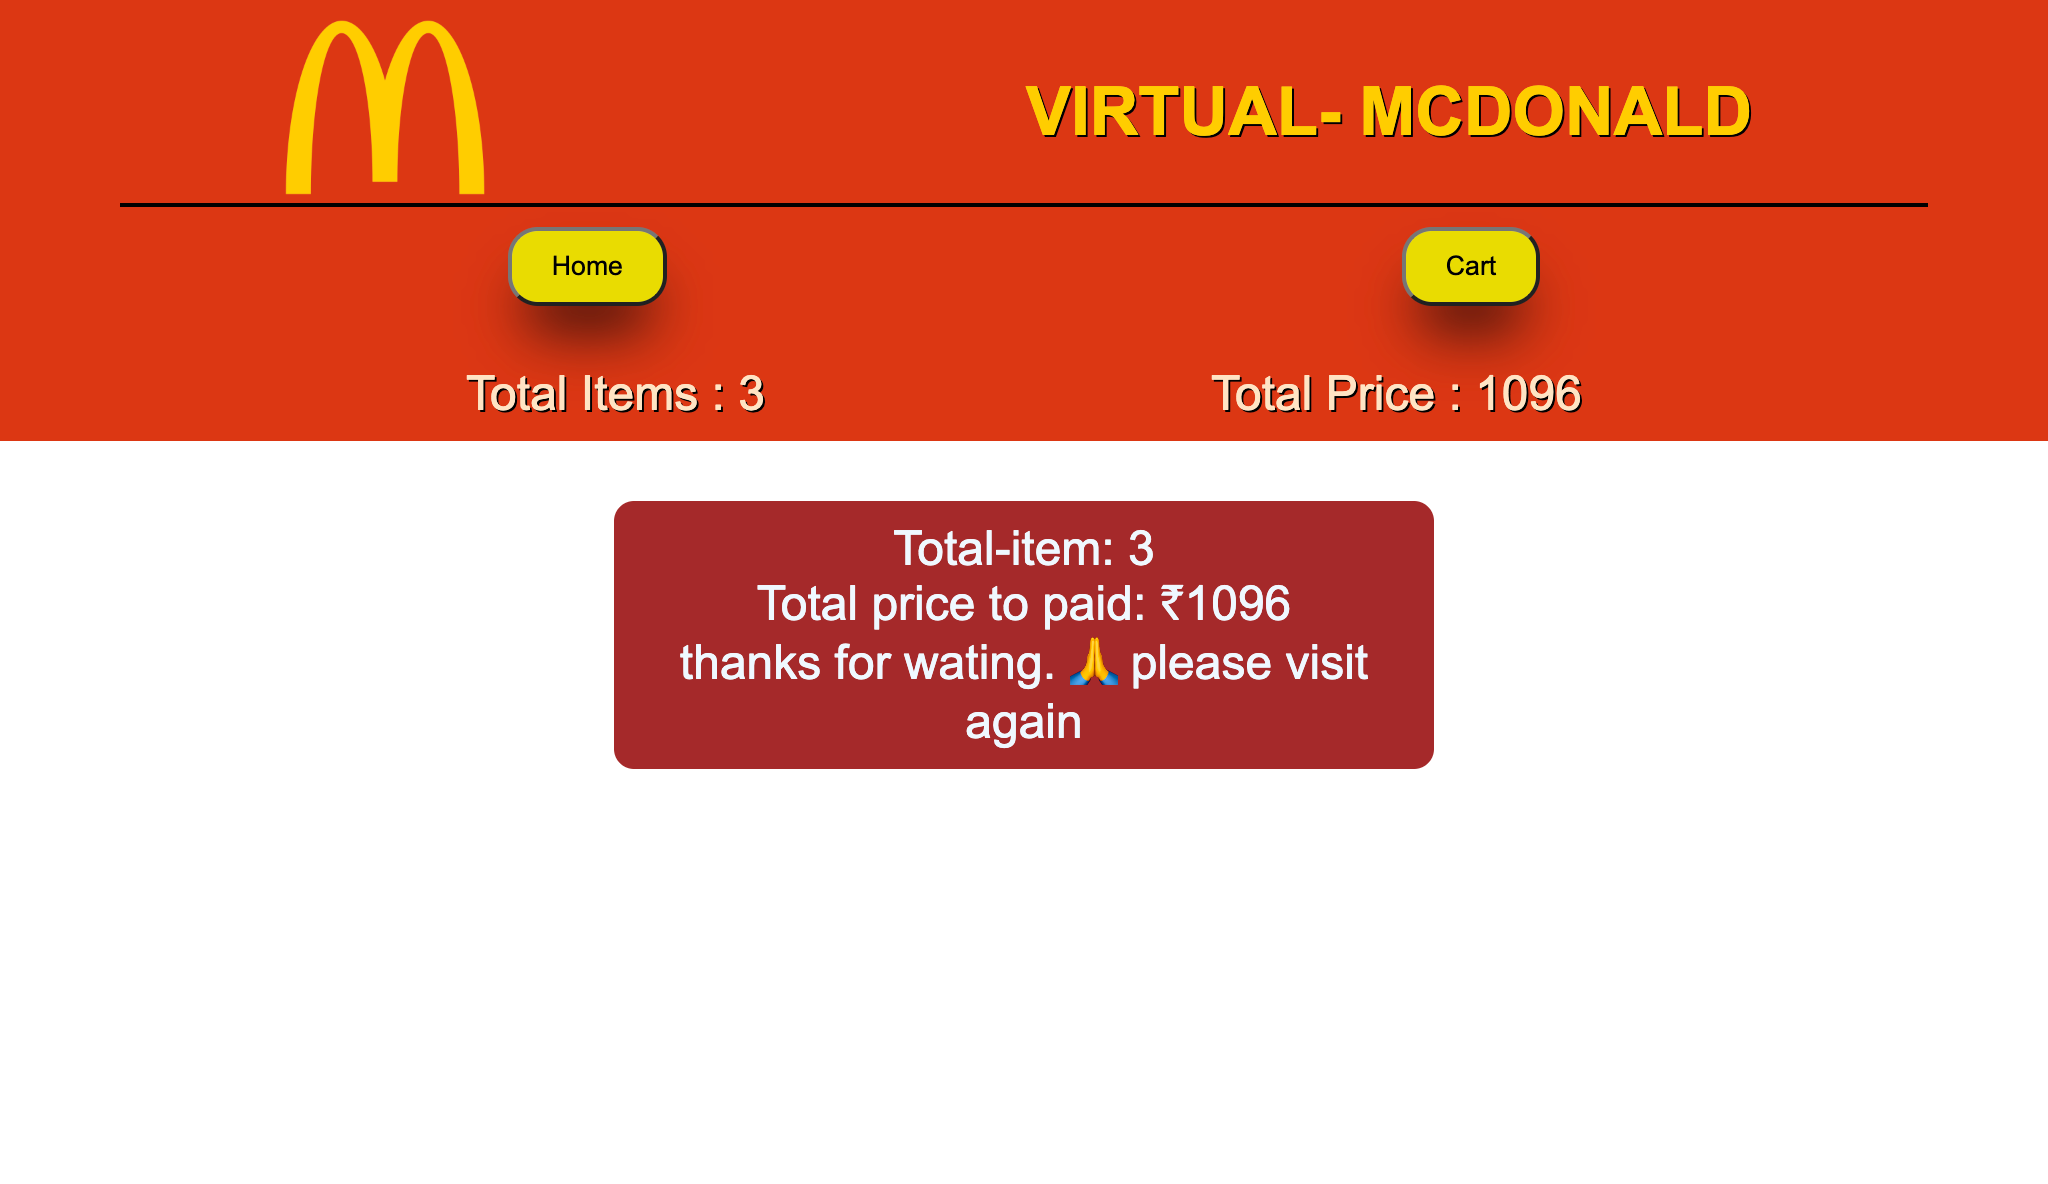 VIRTUAL- MCDONALD
Home
Cart
Total Items : 3
Total Price : 1096
Total-item: 3
Total price to paid: ₹1096
thanks for wating. 🙏 please visit
again